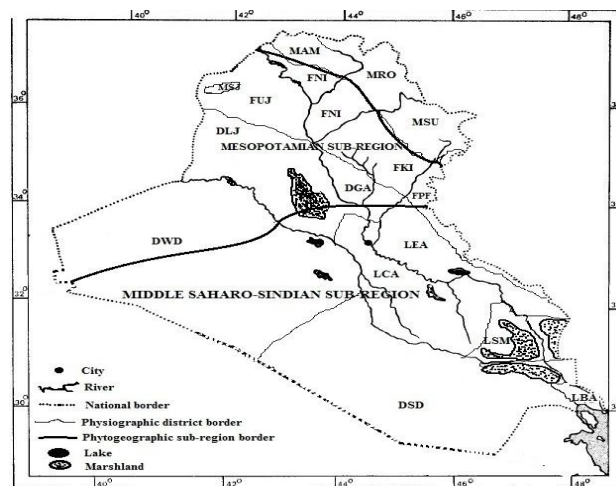 40° 42° 44° 46° 48°
MAM
FNI MRO
MSJ
36
FUJ FNI
MSU
DLJ
MESOPOTAMIAN SUB-REGION
FKI
DGA
FPF
34
DWD LEA
LCA
32
MIDDLE SAHARO-SINDIAN SUB-REGION
LSM
LBA
DSD
30
City
River
National border
Physiographic district border
Phytogeographic sub-region border
Lake
Marshland
40° 42° 44° 46° 48°